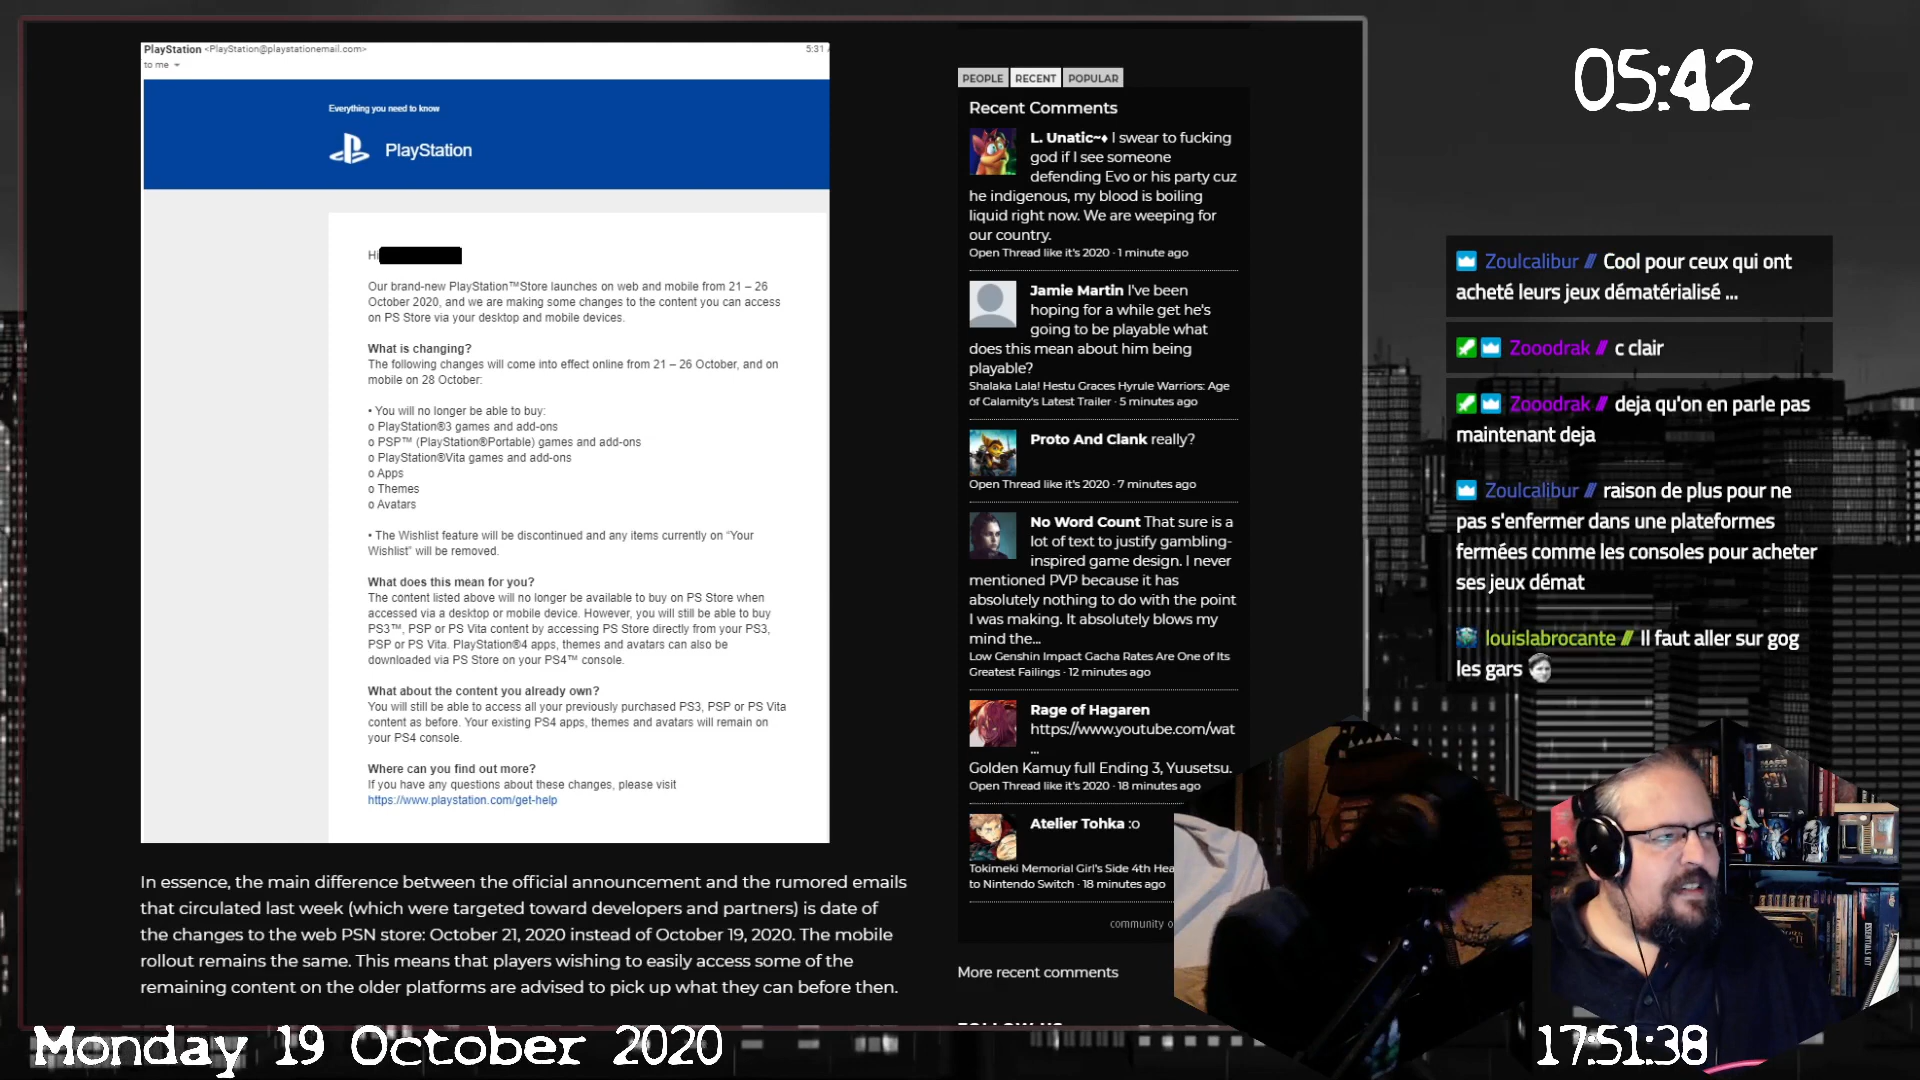 PlayStation <PlayStation@playstationemail.com>
5:31
to me
Everything you need to know
PlayStation
Hi
Our brand-new PlayStation™Store launches on web and mobile from 21 – 26
October 2020, and we are making some changes to the content you can access
on PS Store via your desktop and mobile devices.
What is changing?
The following changes will come into effect online from 21 – 26 October, and on
mobile on 28 October:
• You will no longer be able to buy:
o PlayStation®3 games and add-ons
o PSP™ (PlayStation®Portable) games and add-ons
o PlayStation®Vita games and add-ons
o Apps
o Themes
o Avatars
• The Wishlist feature will be discontinued and any items currently on “Your
Wishlist” will be removed.
What does this mean for you?
The content listed above will no longer be available to buy on PS Store when
accessed via a desktop or mobile device. However, you will still be able to buy
PS3™, PSP or PS Vita content by accessing PS Store directly from your PS3,
PSP or PS Vita. PlayStation®4 apps, themes and avatars can also be
downloaded via PS Store on your PS4™ console.
What about the content you already own?
You will still be able to access all your previously purchased PS3, PSP or PS Vita
content as before. Your existing PS4 apps, themes and avatars will remain on
your PS4 console.
Where can you find out more?
If you have any questions about these changes, please visit
https://www.playstation.com/get-help
In essence, the main difference between the official announcement and the rumored emails
that circulated last week (which were targeted toward developers and partners) is date of
the changes to the web PSN store: October 21, 2020 instead of October 19, 2020. The mobile
rollout remains the same. This means that players wishing to easily access some of the
remaining content on the older platforms are advised to pick up what they can before then.
PEOPLE RECENT POPULAR
Recent Comments
L. Unatic~♦ I swear to fucking
god if I see someone
defending Evo or his party cuz
he indigenous, my blood is boiling
liquid right now. We are weeping for
our country.
Open Thread like it's 2020 · 1 minute ago
Jamie Martin I've been
hoping for a while get he's
going to be playable what
does this mean about him being
playable?
Shalaka Lala! Hestu Graces Hyrule Warriors: Age
of Calamity's Latest Trailer · 5 minutes ago
Proto And Clank really?
Open Thread like it's 2020 · 7 minutes ago
No Word Count That sure is a
lot of text to justify gambling-
inspired game design. I never
mentioned PVP because it has
absolutely nothing to do with the point
I was making. It absolutely blows my
mind the...
Low Genshin Impact Gacha Rates Are One of Its
Greatest Failings · 12 minutes ago
Rage of Hagaren
https://www.youtube.com/wat
...
Golden Kamuy full Ending 3, Yuusetsu.
Open Thread like it's 2020 · 18 minutes ago
Atelier Tohka :o
Tokimeki Memorial Girl's Side 4th Hea
to Nintendo Switch · 18 minutes ago
community o
More recent comments
FOLLOW US
05:42
Zoulcalibur // Cool pour ceux qui ont
acheté leurs jeux dématérialisé ...
Zooodrak // c clair
Zooodrak // deja qu'on en parle pas
maintenant deja
Zoulcalibur // raison de plus pour ne
pas s'enfermer dans une plateformes
fermées comme les consoles pour acheter
ses jeux démat
louislabrocante // Il faut aller sur gog
les gars
Monday 19 October 2020
17:51:38